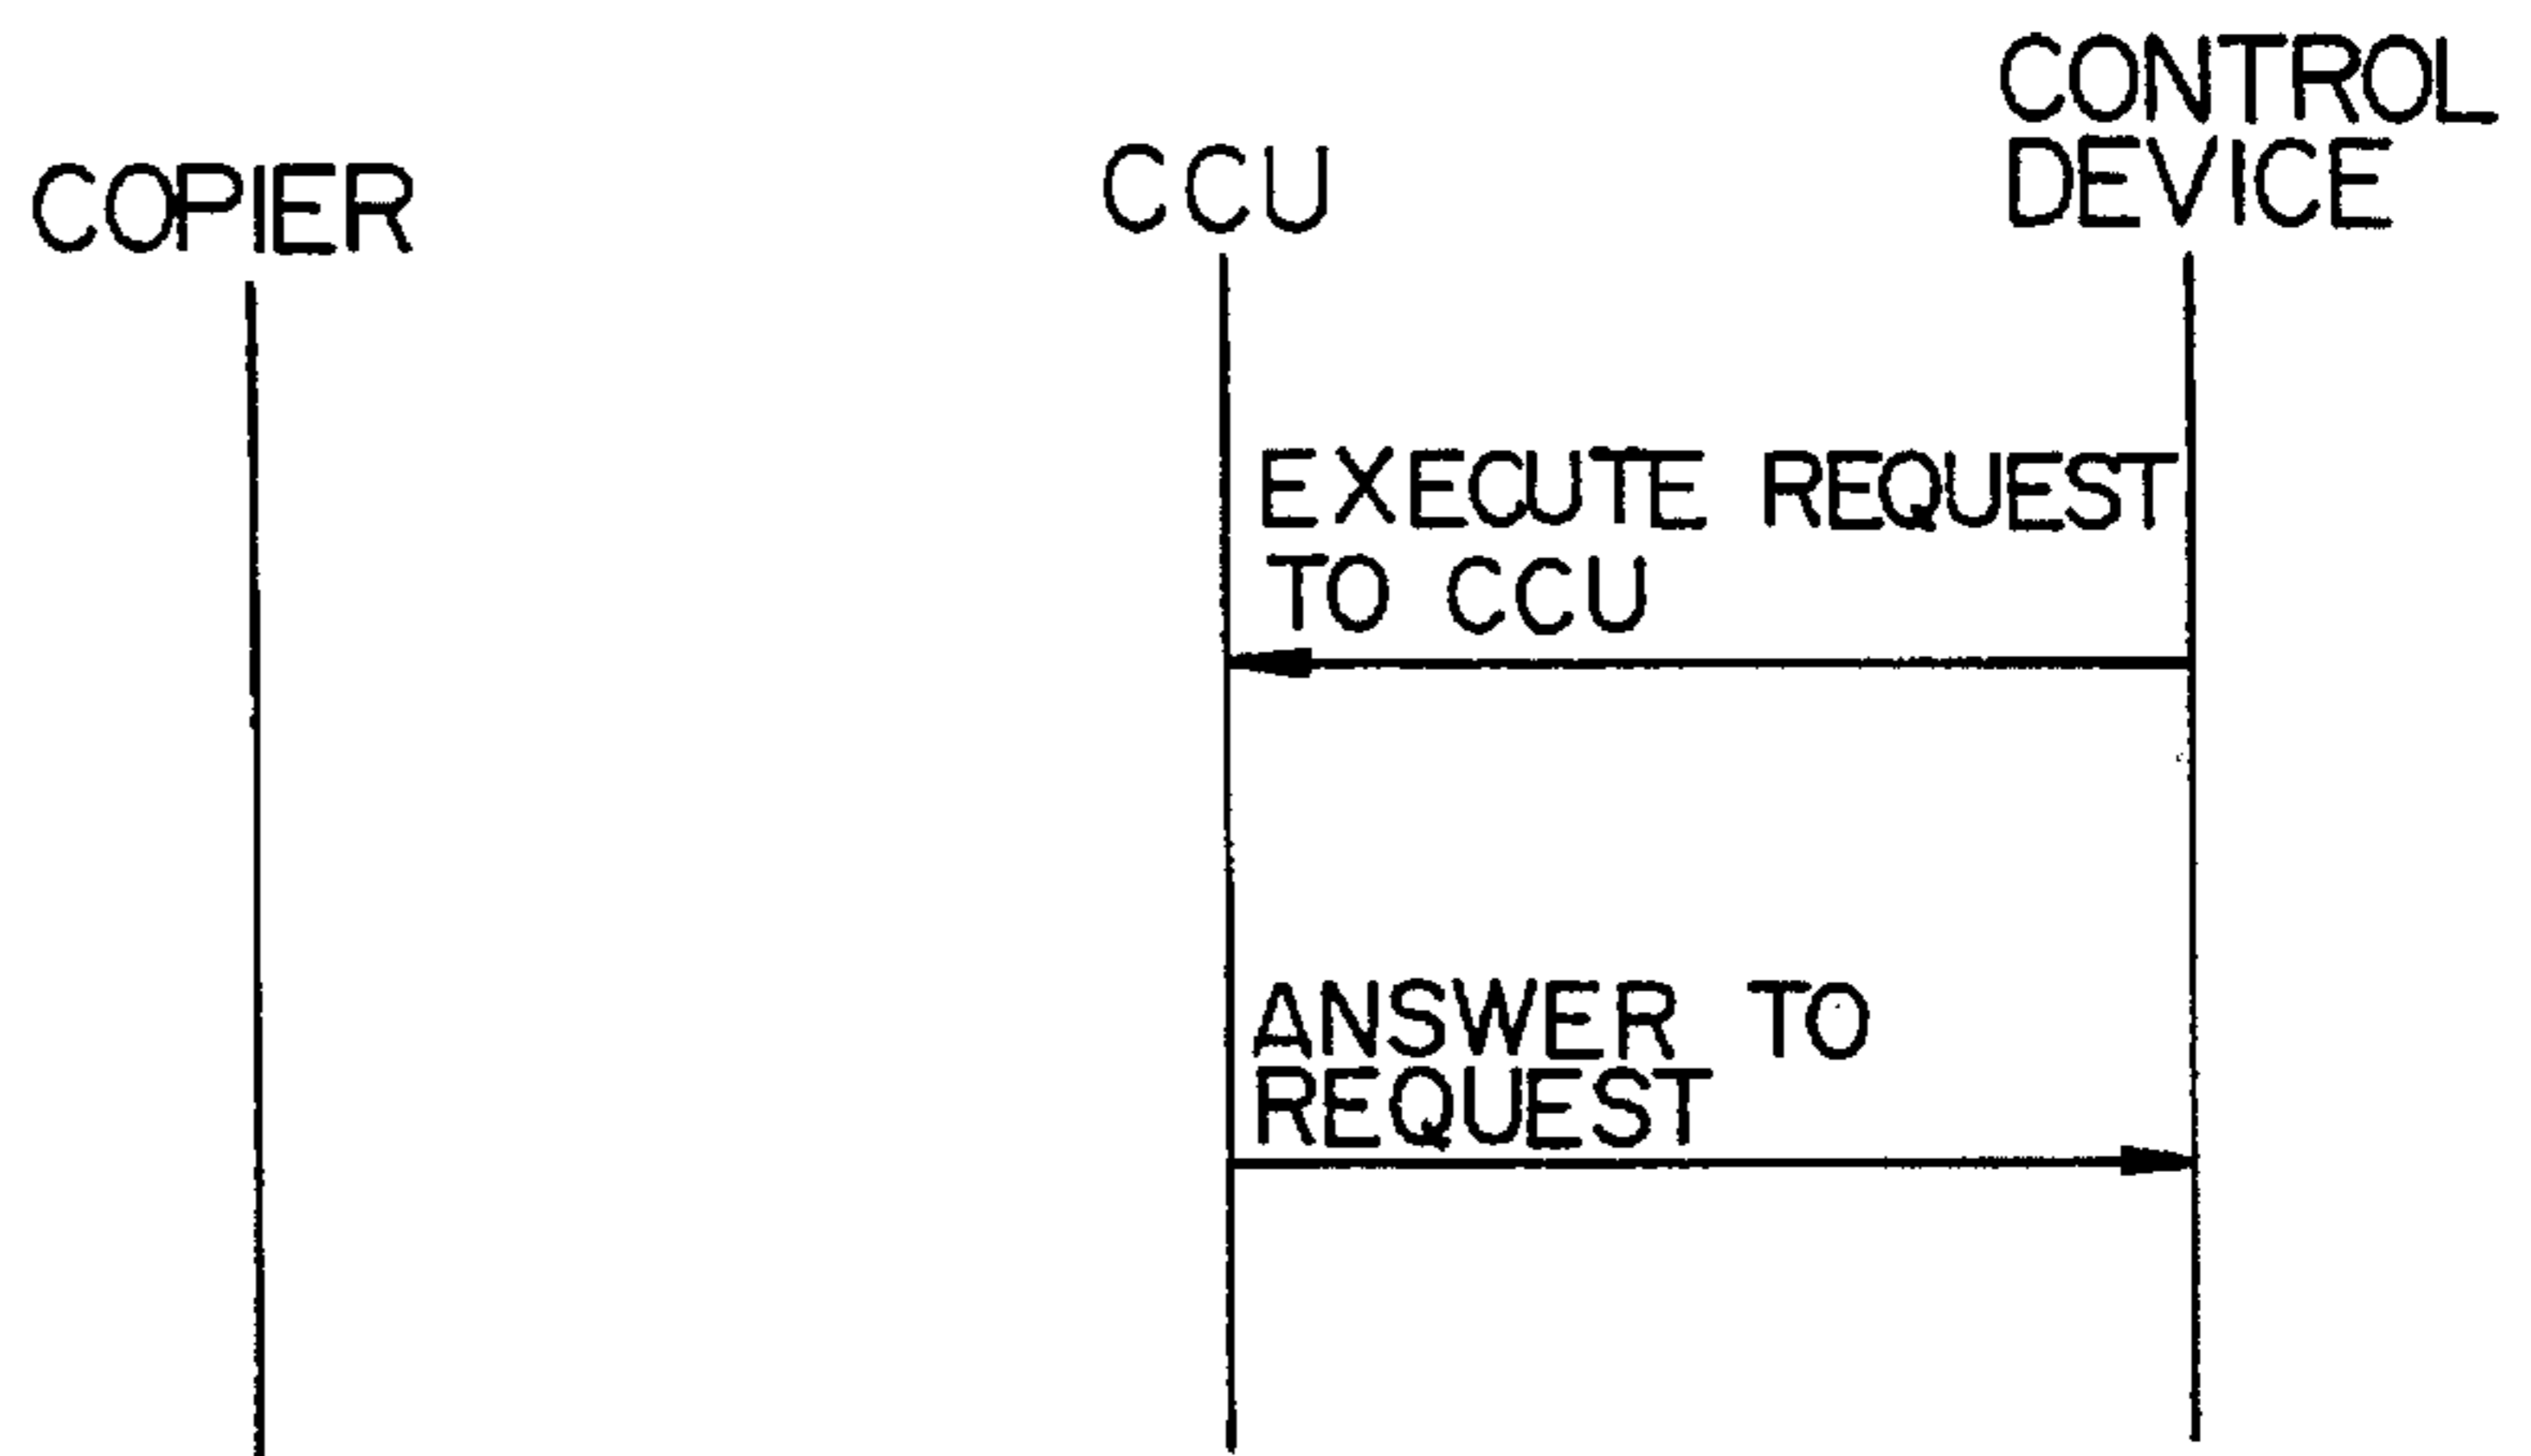 COPIER
CCU
CONTROL
DEVICE
EXECUTE REQUEST
TO CCU
ANSWER TO
REQUEST